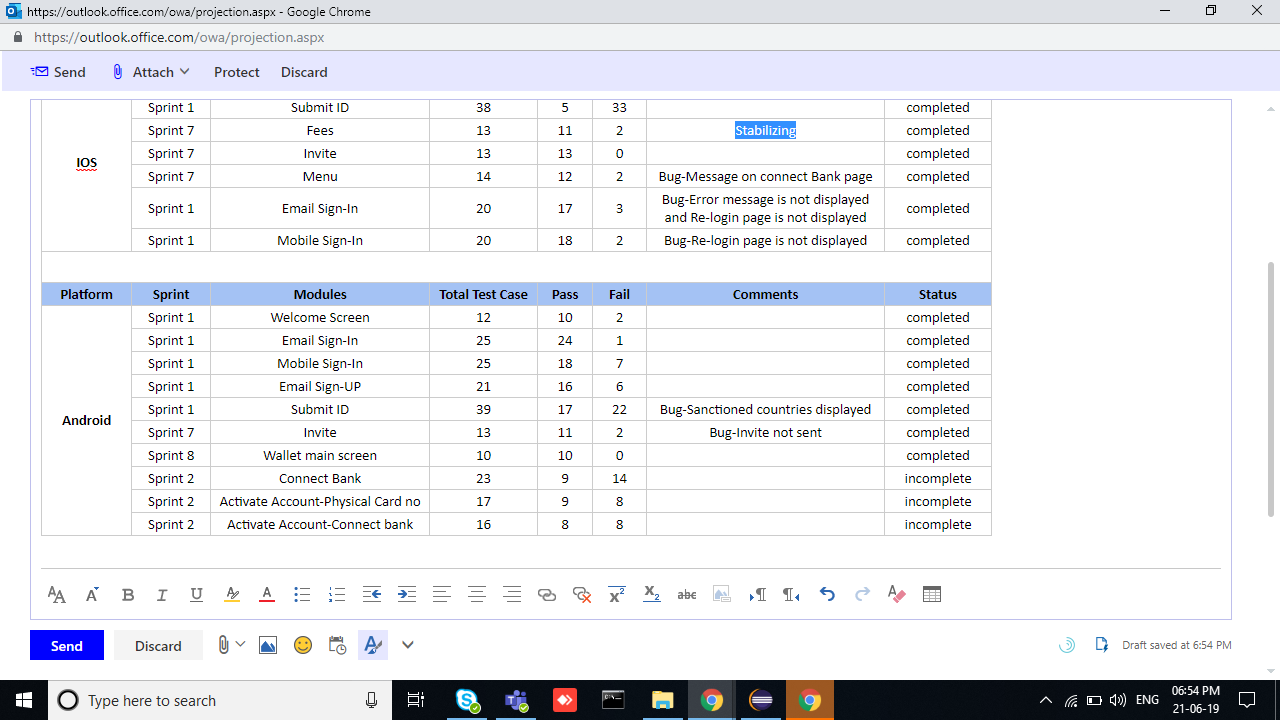 https://outlook.office.com/owa/projection.aspx - Google Chrome
https://outlook.office.com/owa/projection.aspx
Send Attach Protect Discard
Sprint 1 Submit ID 38 5 33 completed
Sprint 7 Fees 13 11 2 Stabilizing completed
IOS
Sprint 7 Invite 13 13 0 completed
Sprint 7 Menu 14 12 2 Bug-Message on connect Bank page completed
Sprint 1 Email Sign-In 20 17 3 Bug-Error message is not displayed
and Re-login page is not displayed completed
Sprint 1 Mobile Sign-In 20 18 2 Bug-Re-login page is not displayed completed
Platform Sprint Modules Total Test Case Pass Fail Comments Status
Android
Sprint 1 Welcome Screen 12 10 2 completed
Sprint 1 Email Sign-In 25 24 1 completed
Sprint 1 Mobile Sign-In 25 18 7 completed
Sprint 1 Email Sign-UP 21 16 6 completed
Sprint 1 Submit ID 39 17 22 Bug-Sanctioned countries displayed completed
Sprint 7 Invite 13 11 2 Bug-Invite not sent completed
Sprint 8 Wallet main screen 10 10 0 completed
Sprint 2 Connect Bank 23 9 14 incomplete
Sprint 2 Activate Account-Physical Card no 17 9 8 incomplete
Sprint 2 Activate Account-Connect bank 16 8 8 incomplete
Send Discard Draft saved at 6:54 PM
Type here to search ENG 06:54 PM
21-06-19